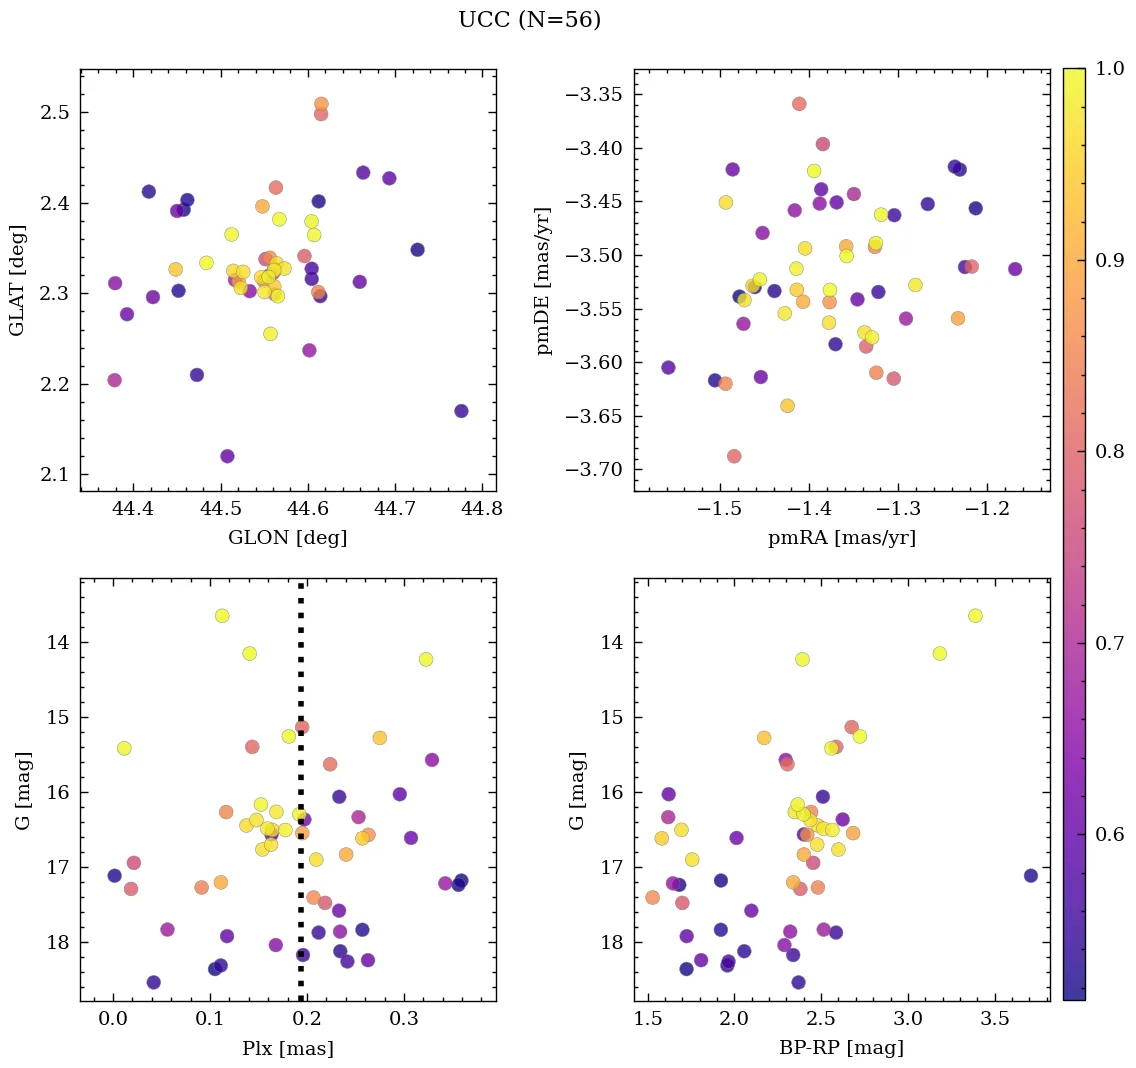 UCC (N=56)
2.5
2.4
2.3
2.2
2.1
GLAT [deg]
44.4 44.5 44.6 44.7 44.8
GLON [deg]
−3.35
−3.40
−3.45
−3.50
−3.55
−3.60
−3.65
−3.70
pmDE [mas/yr]
−1.5 −1.4 −1.3 −1.2
pmRA [mas/yr]
14
15
16
17
18
G [mag]
0.0 0.1 0.2 0.3
Plx [mas]
14
15
16
17
18
G [mag]
1.5 2.0 2.5 3.0 3.5
BP-RP [mag]
1.0
0.9
0.8
0.7
0.6